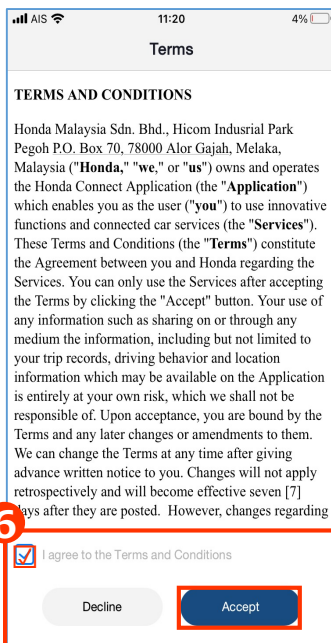 AIS 11:20 4%
Terms
TERMS AND CONDITIONS
Honda Malaysia Sdn. Bhd., Hicom Indusrial Park
Pegoh P.O. Box 70, 78000 Alor Gajah, Melaka,
Malaysia ("Honda," "we," or "us") owns and operates
the Honda Connect Application (the "Application")
which enables you as the user ("you") to use innovative
functions and connected car services (the "Services").
These Terms and Conditions (the "Terms") constitute
the Agreement between you and Honda regarding the
Services. You can only use the Services after accepting
the Terms by clicking the "Accept" button. Your use of
any information such as sharing on or through any
medium the information, including but not limited to
your trip records, driving behavior and location
information which may be available on the Application
is entirely at your own risk, which we shall not be
responsible of. Upon acceptance, you are bound by the
Terms and any later changes or amendments to them.
We can change the Terms at any time after giving
advance written notice to you. Changes will not apply
retrospectively and will become effective seven [7]
days after they are posted. However, changes regarding
6
I agree to the Terms and Conditions
Decline Accept